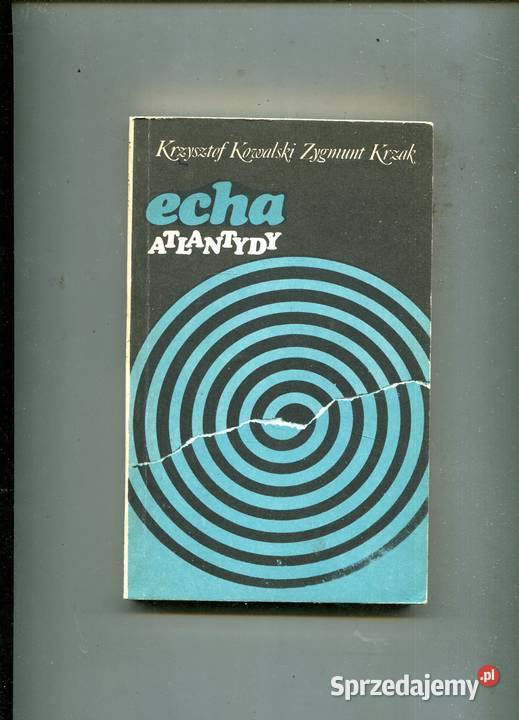 Krzysztof Kowalski Zygmunt Krzak
echa
ATLANTYDY
Sprzedajemy.pl